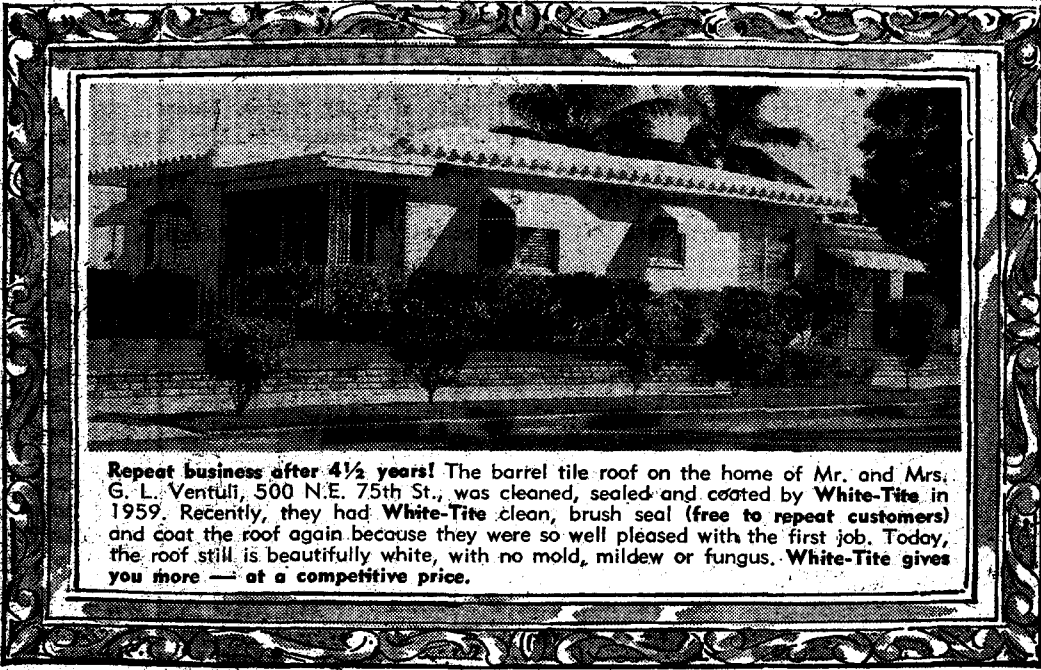 Repeat business after 4½ years! The barrel tile roof on the home of Mr. and Mrs.
G. L. Ventuli, 500 N.E. 75th St., was cleaned, sealed and coated by White-Tite in
1959. Recently, they had White-Tite clean, brush seal (free to repeat customers)
and coat the roof again because they were so well pleased with the first job. Today,
the roof still is beautifully white, with no mold, mildew or fungus. White-Tite gives
you more — at a competitive price.